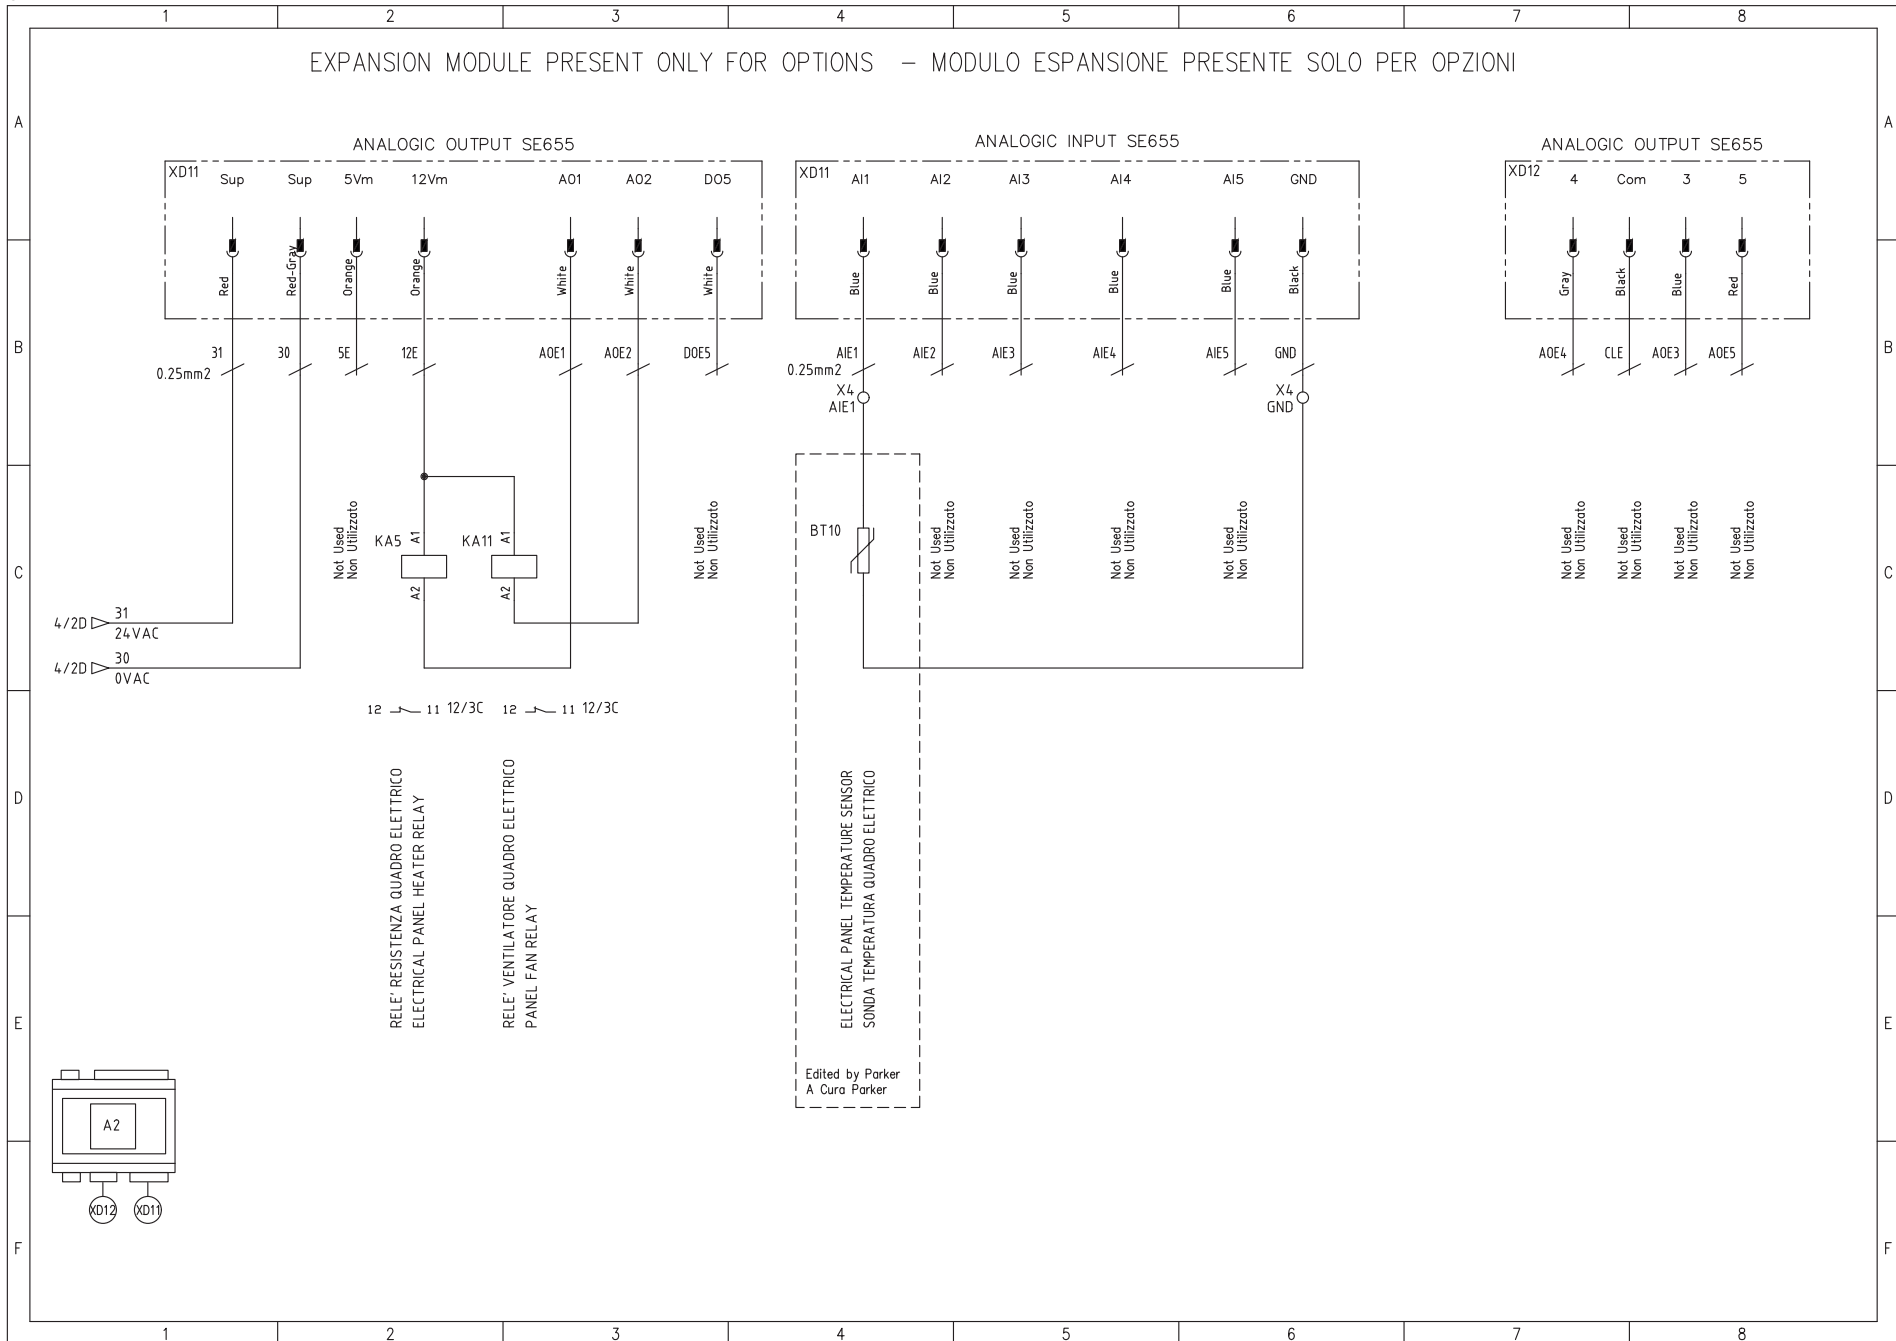 1 2 3 4 5 6 7 8
EXPANSION MODULE PRESENT ONLY FOR OPTIONS – MODULO ESPANSIONE PRESENTE SOLO PER OPZIONI
A A
ANALOGIC OUTPUT SE655
XD11 Sup Sup 5Vm 12Vm AO1 AO2 DO5
Red Red-Gray Orange Orange White White White
31 30 5E 12E AOE1 AOE2 DOE5
0.25mm2
ANALOGIC INPUT SE655
XD11 AI1 AI2 AI3 AI4 AI5 GND
Blue Blue Blue Blue Blue Black
AIE1 AIE2 AIE3 AIE4 AIE5 GND
0.25mm2
X4
AIE1
X4
GND
ANALOGIC OUTPUT SE655
XD12 4 Com 3 5
Gray Black Blue Red
AOE4 CLE AOE3 AOE5
B B
Not Used
Non Utilizzato
KA5 A1 A2
KA11 A1 A2
Not Used
Non Utilizzato
BT10
Not Used
Non Utilizzato
Not Used
Non Utilizzato
Not Used
Non Utilizzato
Not Used
Non Utilizzato
Not Used
Non Utilizzato
Not Used
Non Utilizzato
Not Used
Non Utilizzato
Not Used
Non Utilizzato
C C
4/2D 31
24VAC
4/2D 30
0VAC
12 11 12/3C
12 11 12/3C
D D
RELE' RESISTENZA QUADRO ELETTRICO
ELECTRICAL PANEL HEATER RELAY
RELE' VENTILATORE QUADRO ELETTRICO
PANEL FAN RELAY
ELECTRICAL PANEL TEMPERATURE SENSOR
SONDA TEMPERATURA QUADRO ELETTRICO
E E
Edited by Parker
A Cura Parker
A2
XD12 XD11
F F
1 2 3 4 5 6 7 8